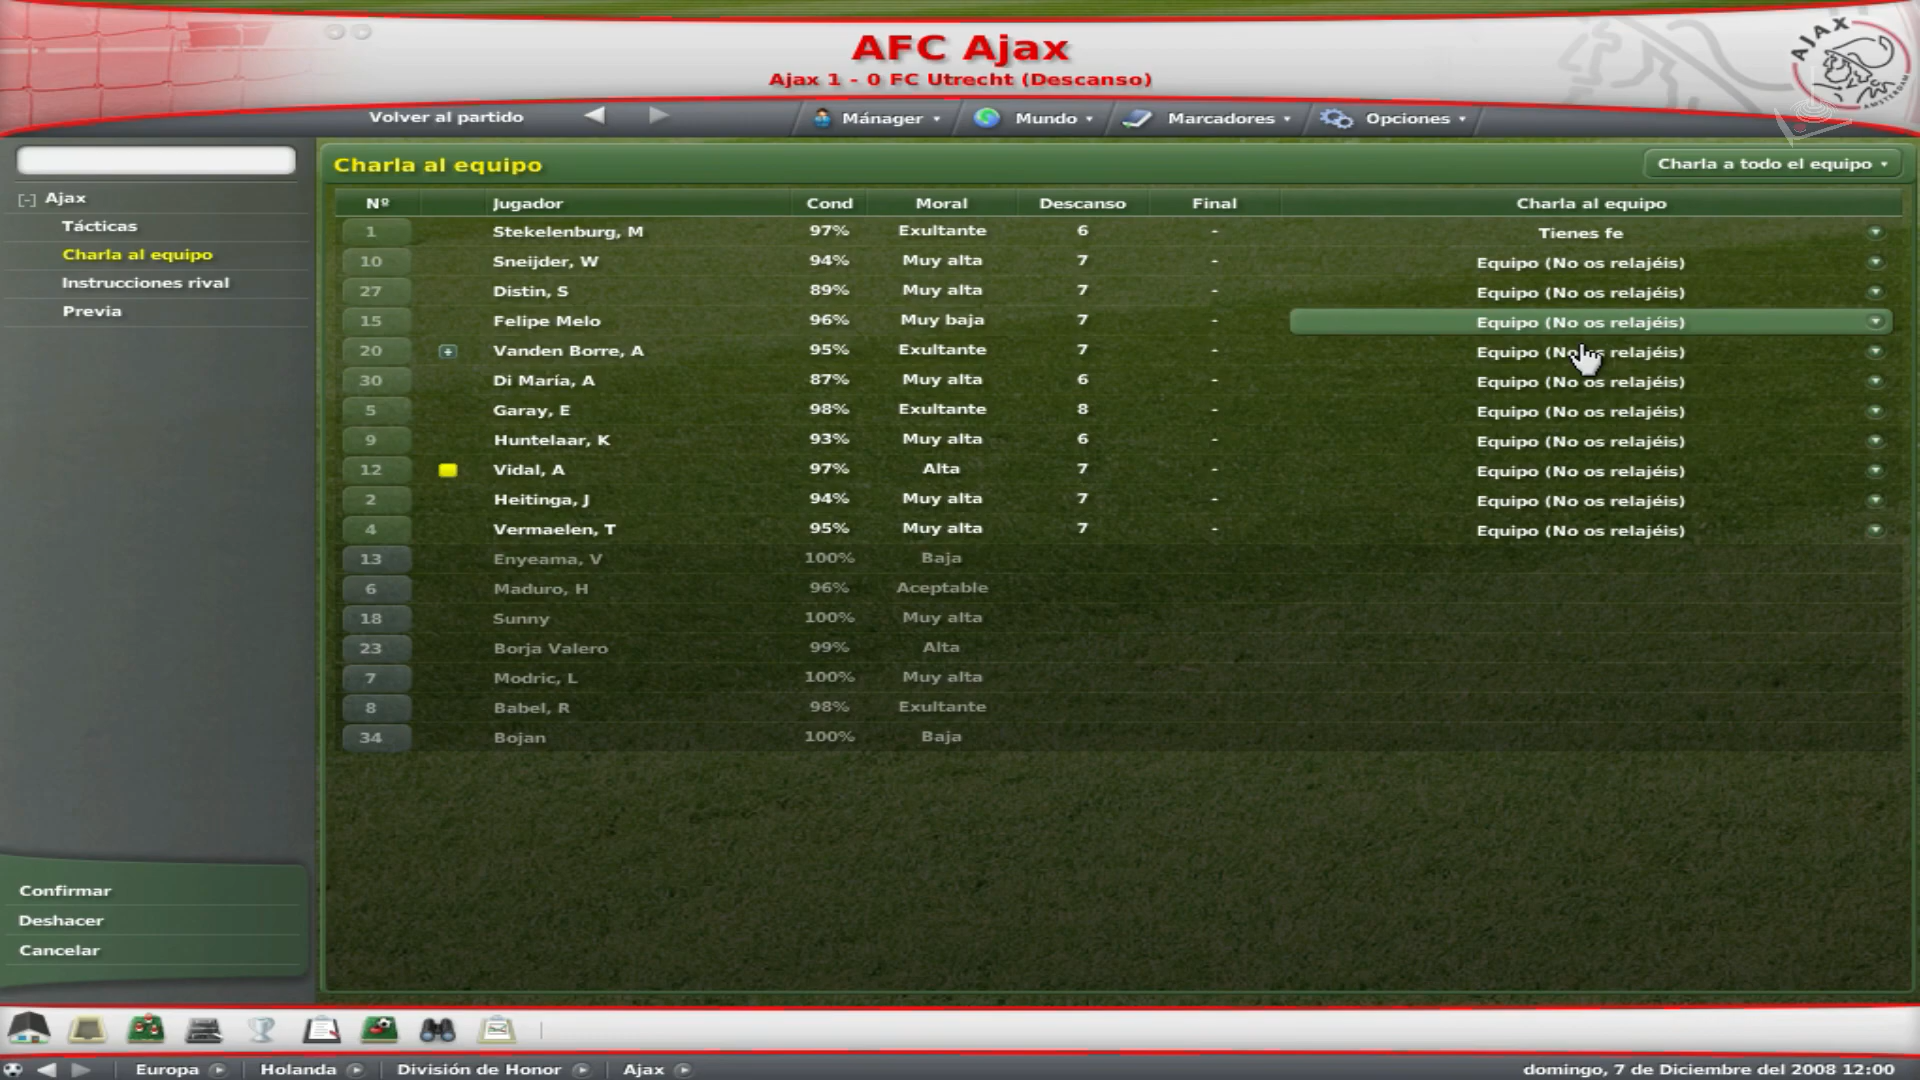 AFC Ajax
Ajax 1 - 0 FC Utrecht (Descanso)
AJAX
AMSTERDAM
Volver al partido Mánager Mundo Marcadores Opciones
Charla al equipo Charla a todo el equipo
[-] Ajax
Tácticas
Charla al equipo
Instrucciones rival
Previa
Nº Jugador Cond Moral Descanso Final Charla al equipo
1 Stekelenburg, M 97% Exultante 6 - Tienes fe
10 Sneijder, W 94% Muy alta 7 - Equipo (No os relajéis)
27 Distin, S 89% Muy alta 7 - Equipo (No os relajéis)
15 Felipe Melo 96% Muy baja 7 - Equipo (No os relajéis)
20 Vanden Borre, A 95% Exultante 7 - Equipo (No os relajéis)
30 Di María, A 87% Muy alta 6 - Equipo (No os relajéis)
5 Garay, E 98% Exultante 8 - Equipo (No os relajéis)
9 Huntelaar, K 93% Muy alta 6 - Equipo (No os relajéis)
12 Vidal, A 97% Alta 7 - Equipo (No os relajéis)
2 Heitinga, J 94% Muy alta 7 - Equipo (No os relajéis)
4 Vermaelen, T 95% Muy alta 7 - Equipo (No os relajéis)
13 Enyeama, V 100% Baja
6 Maduro, H 96% Aceptable
18 Sunny 100% Muy alta
23 Borja Valero 99% Alta
7 Modric, L 100% Muy alta
8 Babel, R 98% Exultante
34 Bojan 100% Baja
Confirmar
Deshacer
Cancelar
Europa Holanda División de Honor Ajax domingo, 7 de Diciembre del 2008 12:00